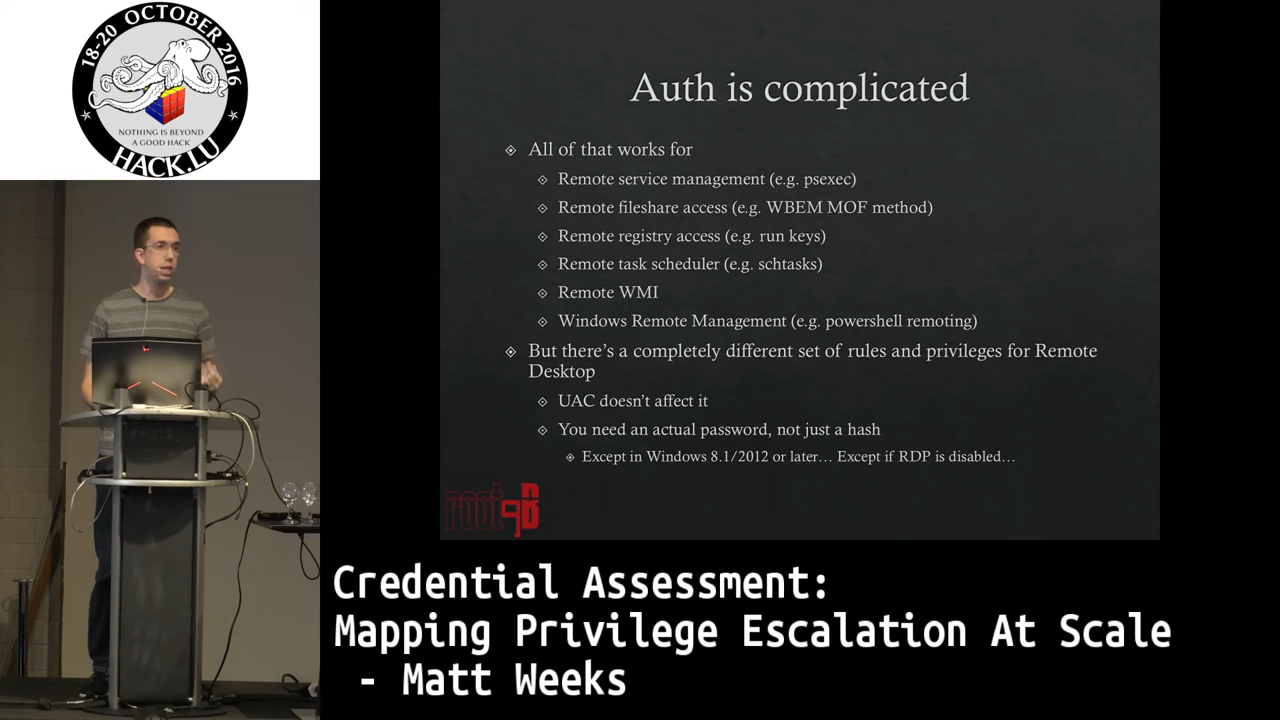 18-20 OCTOBER 2016
NOTHING IS BEYOND
A GOOD HACK
HACK.LU
Auth is complicated
All of that works for
Remote service management (e.g. psexec)
Remote fileshare access (e.g. WBEM MOF method)
Remote registry access (e.g. run keys)
Remote task scheduler (e.g. schtasks)
Remote WMI
Windows Remote Management (e.g. powershell remoting)
But there's a completely different set of rules and privileges for Remote
Desktop
UAC doesn't affect it
You need an actual password, not just a hash
Except in Windows 8.1/2012 or later… Except if RDP is disabled…
root9B
Credential Assessment:
Mapping Privilege Escalation At Scale
- Matt Weeks